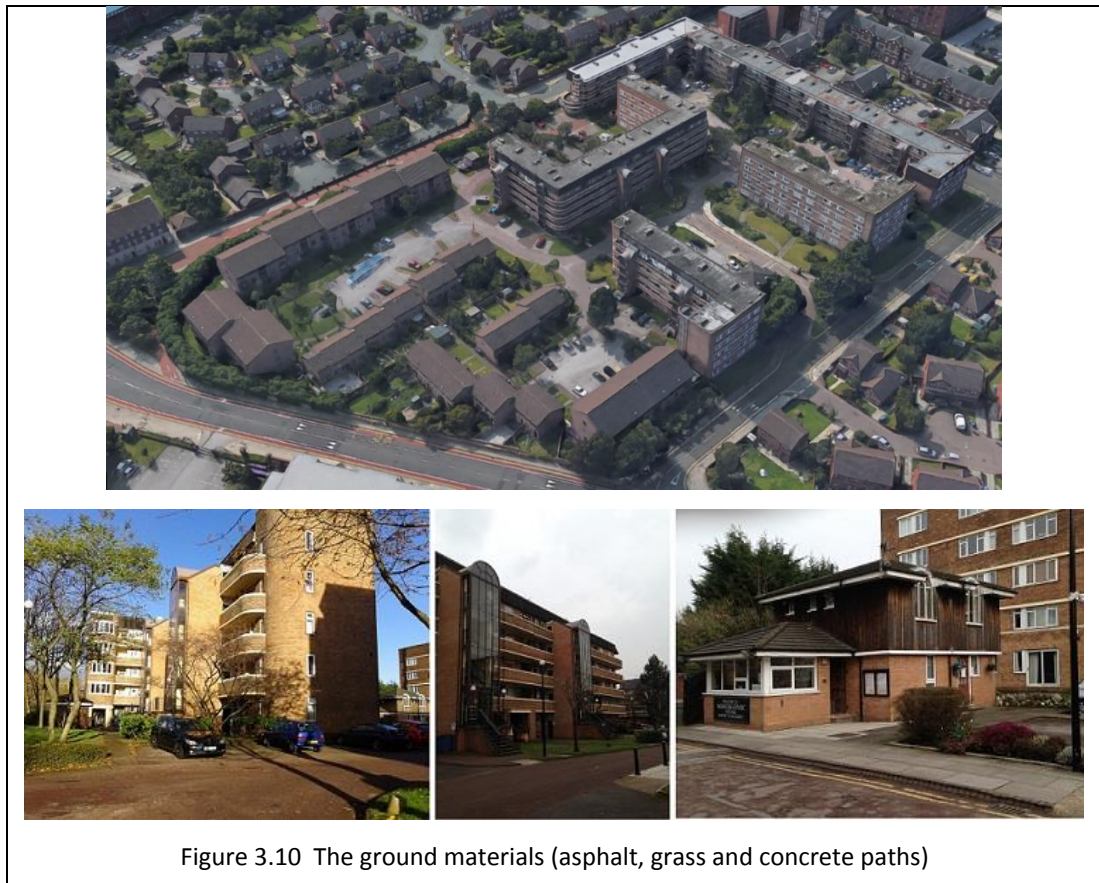 Figure 3.10 The ground materials (asphalt, grass and concrete paths)